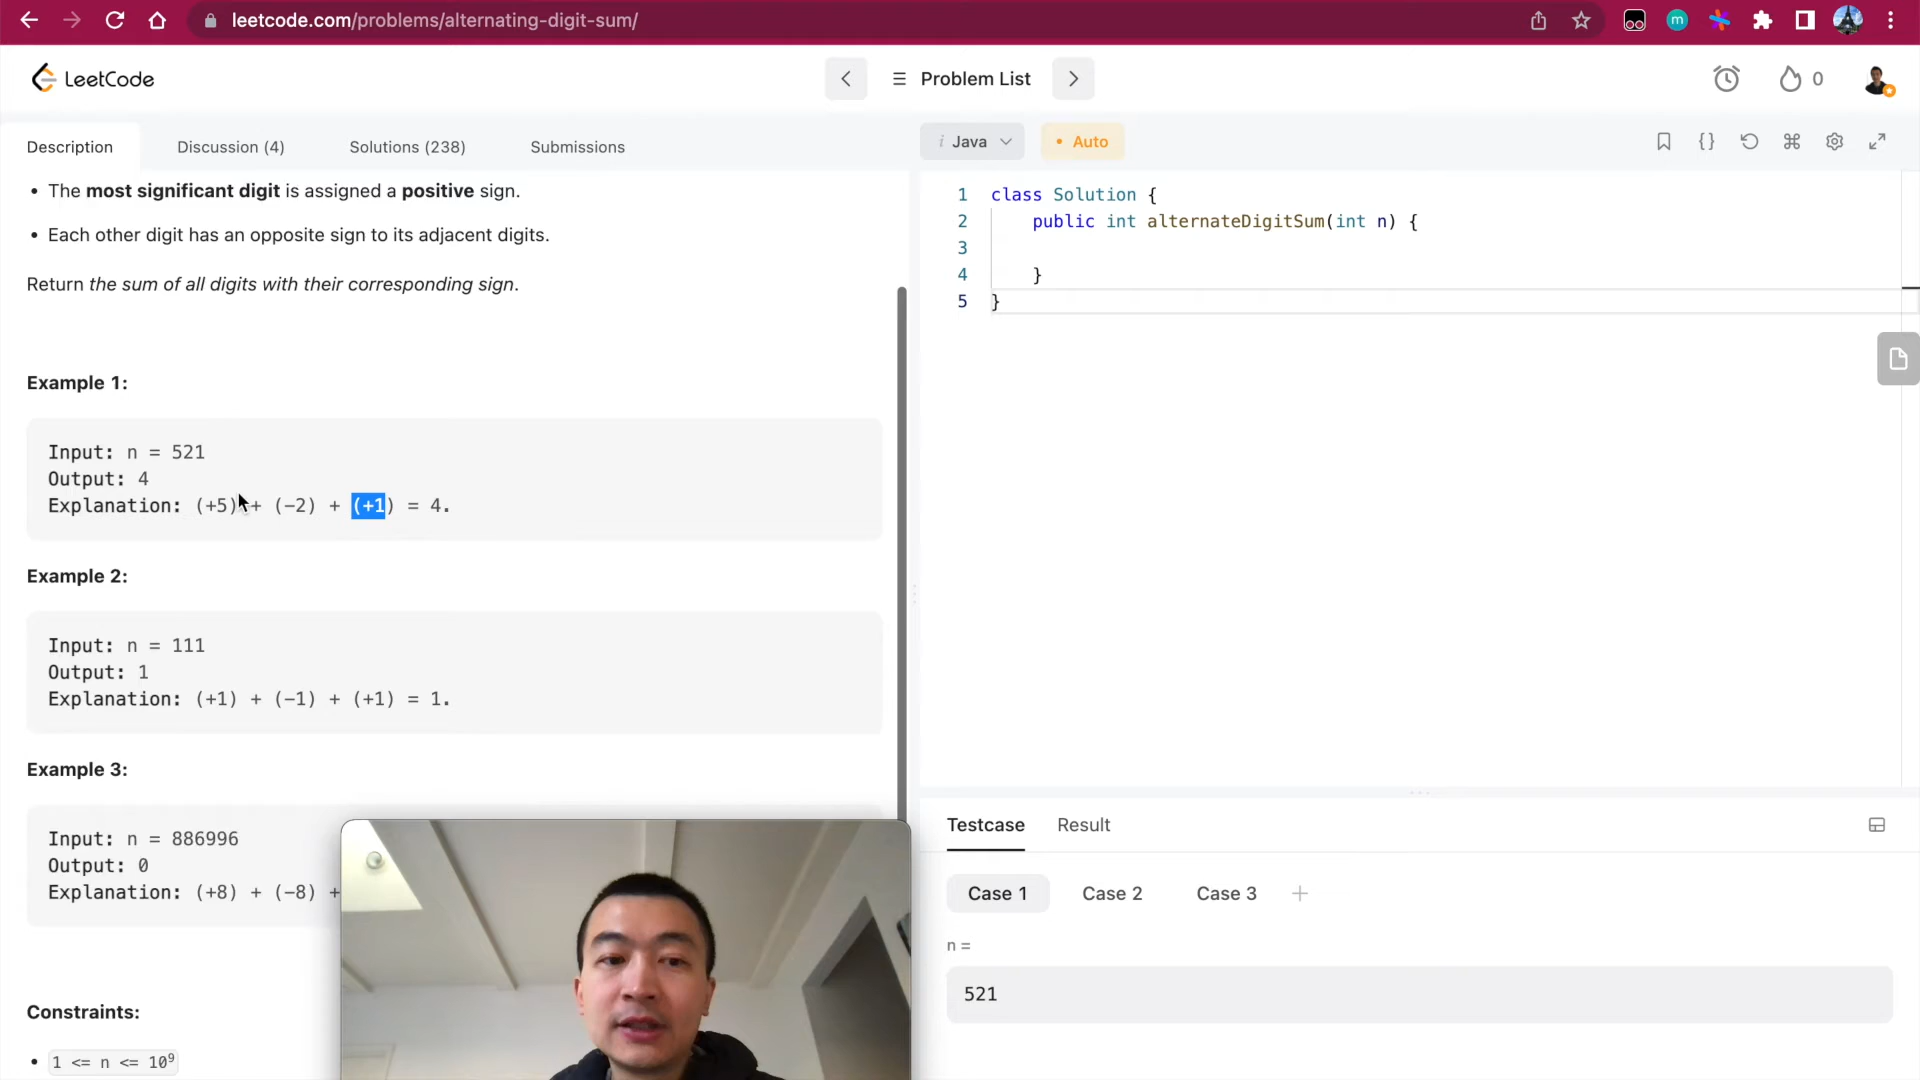 leetcode.com/problems/alternating-digit-sum/
m
LeetCode
Problem List
0
Description
Discussion (4)
Solutions (238)
Submissions
i Java
• Auto
• The most significant digit is assigned a positive sign.
• Each other digit has an opposite sign to its adjacent digits.
Return the sum of all digits with their corresponding sign.
Example 1:
Input: n = 521
Output: 4
Explanation: (+5) + (-2) + (+1) = 4.
Example 2:
Input: n = 111
Output: 1
Explanation: (+1) + (-1) + (+1) = 1.
Example 3:
Input: n = 886996
Output: 0
Explanation: (+8) + (-8) +
Constraints:
• 1 <= n <= 10⁹
1 class Solution {
2 public int alternateDigitSum(int n) {
3
4 }
5 }
{}
Testcase
Result
Case 1
Case 2
Case 3
+
n =
521